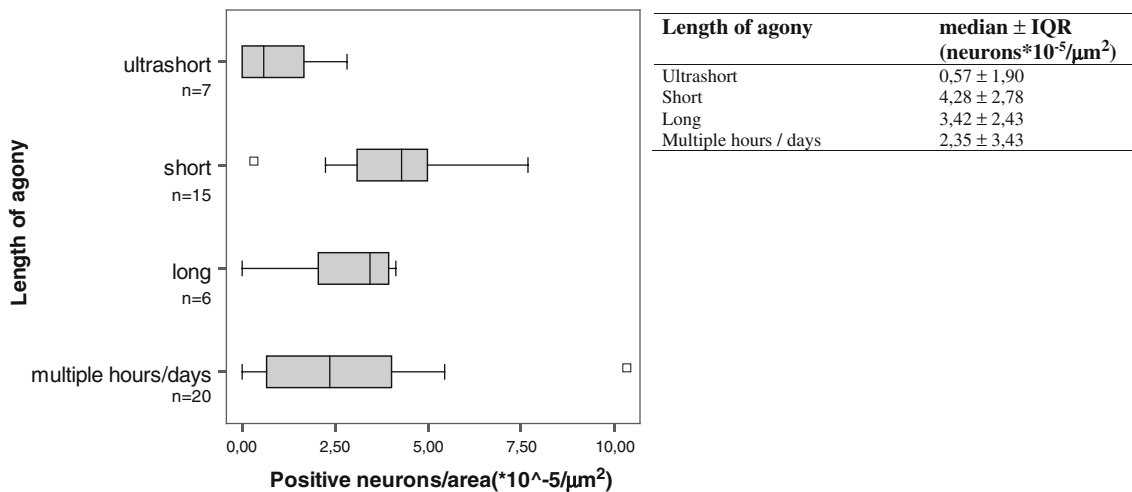 Length of agony
ultrashort
n=7
short
n=15
long
n=6
multiple hours/days
n=20
0,00 2,50 5,00 7,50 10,00
Positive neurons/area(*10^-5/µm²)
Length of agony median ± IQR
(neurons*10⁻⁵/µm²)
Ultrashort 0,57 ± 1,90
Short 4,28 ± 2,78
Long 3,42 ± 2,43
Multiple hours / days 2,35 ± 3,43